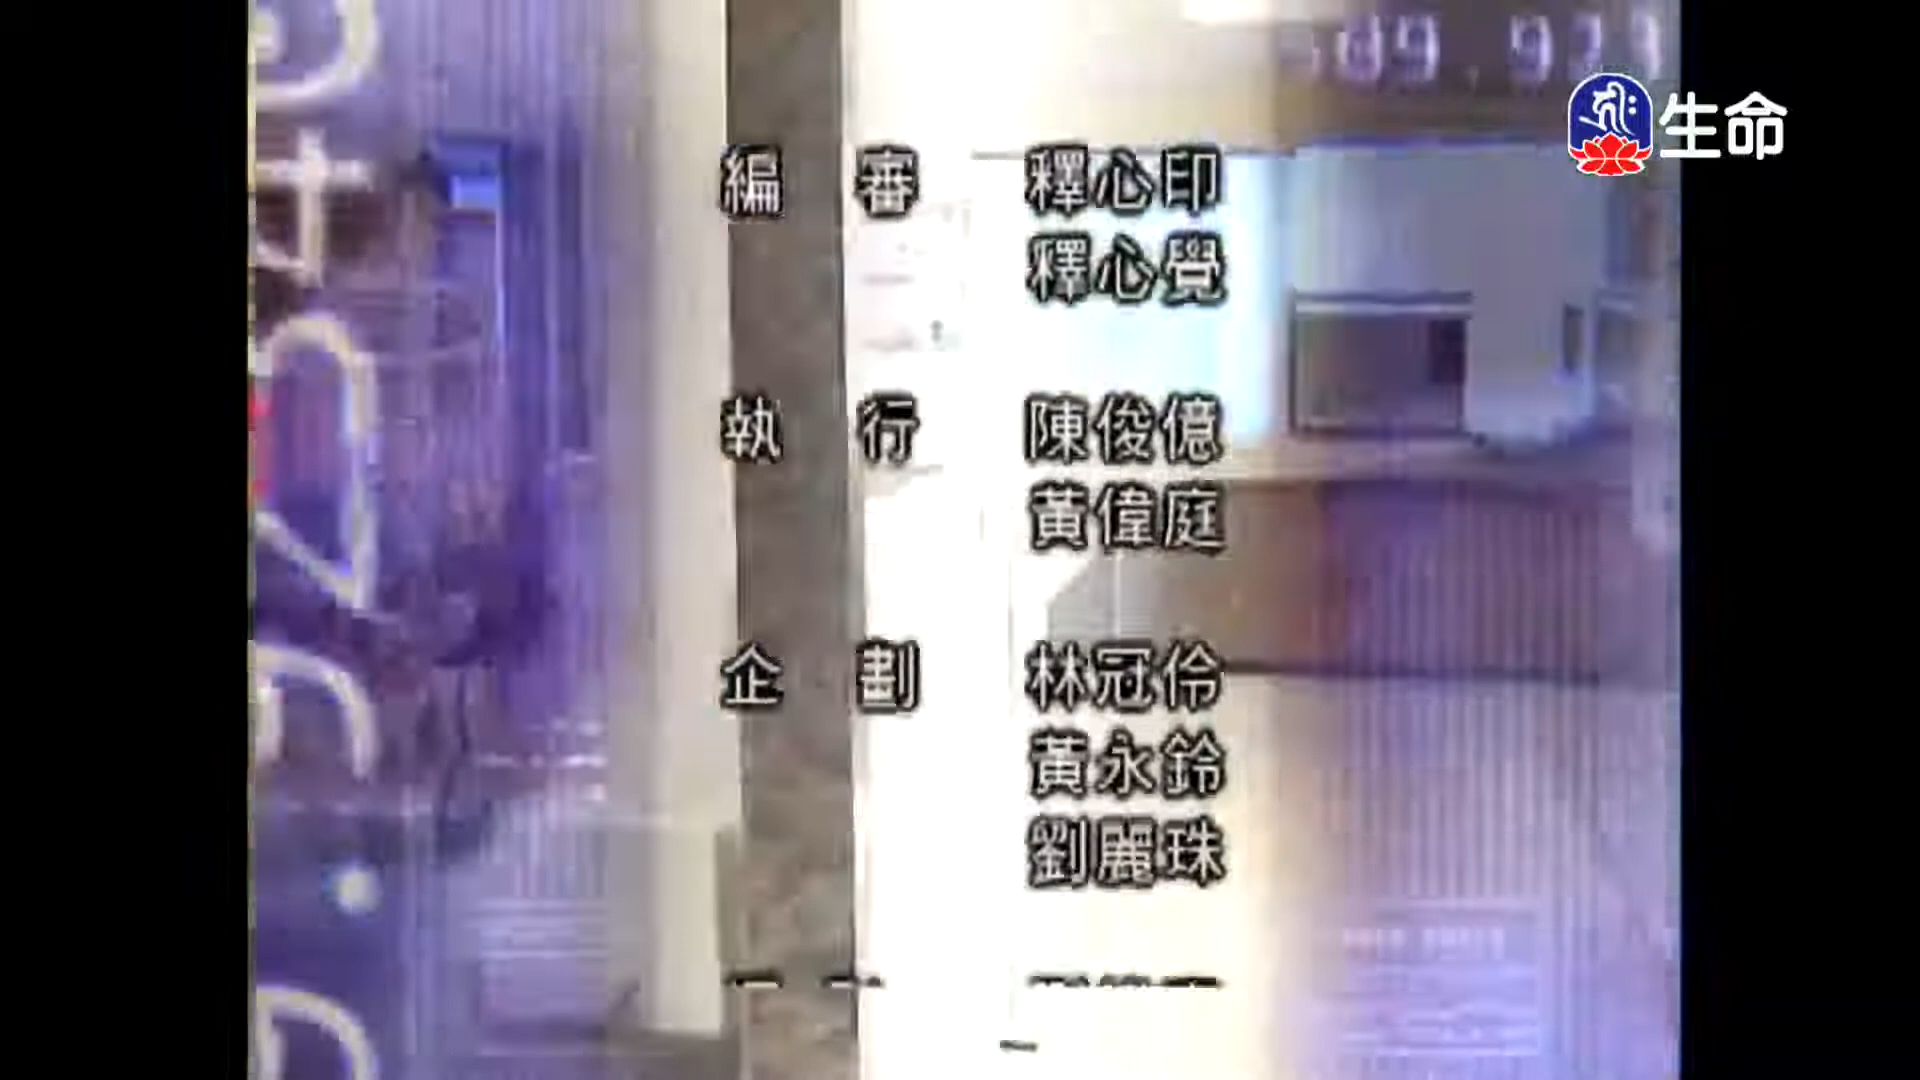 生命
編 審 釋心印
釋心覺
執 行 陳俊億
黃偉庭
企 劃 林冠伶
黃永鈴
劉麗珠